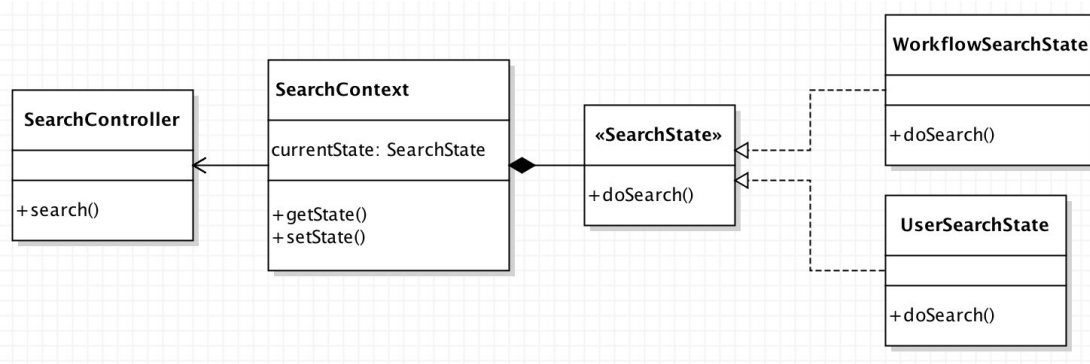 SearchController
+search()
SearchContext
currentState: SearchState
+getState()
+setState()
«SearchState»
+doSearch()
WorkflowSearchState
+doSearch()
UserSearchState
+doSearch()